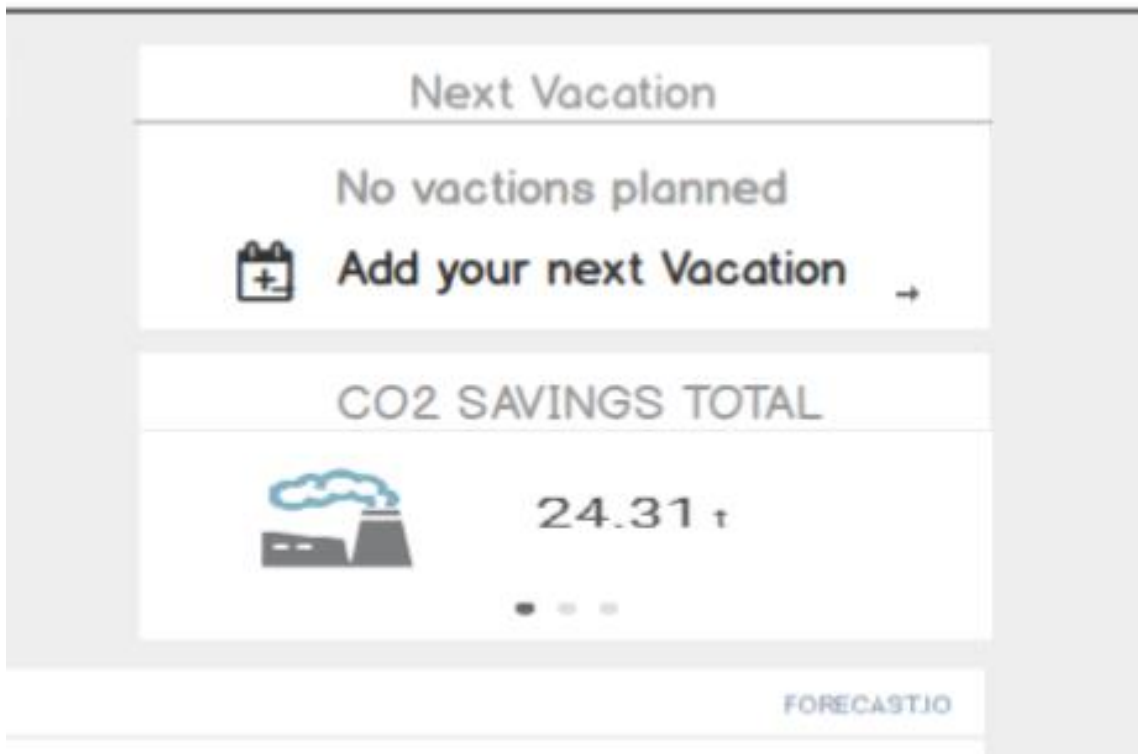 Next Vacation
No vactions planned
Add your next Vacation →
CO2 SAVINGS TOTAL
24.31 t
FORECAST.IO